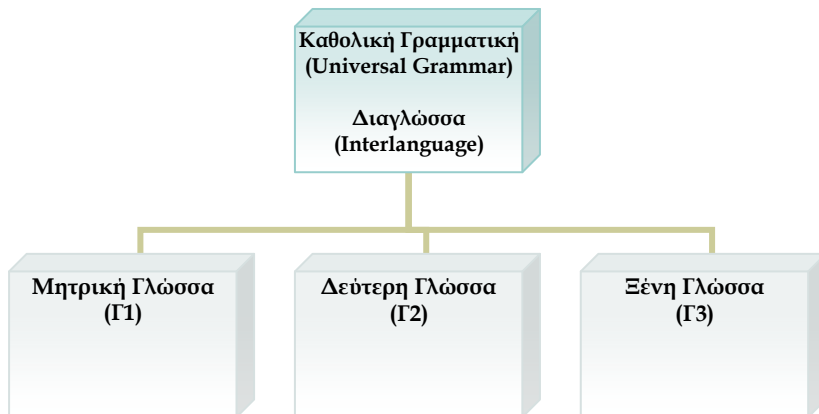 Καθολική Γραμματική
(Universal Grammar)
Διαγλώσσα
(Interlanguage)
Μητρική Γλώσσα
(Γ1)
Δεύτερη Γλώσσα
(Γ2)
Ξένη Γλώσσα
(Γ3)